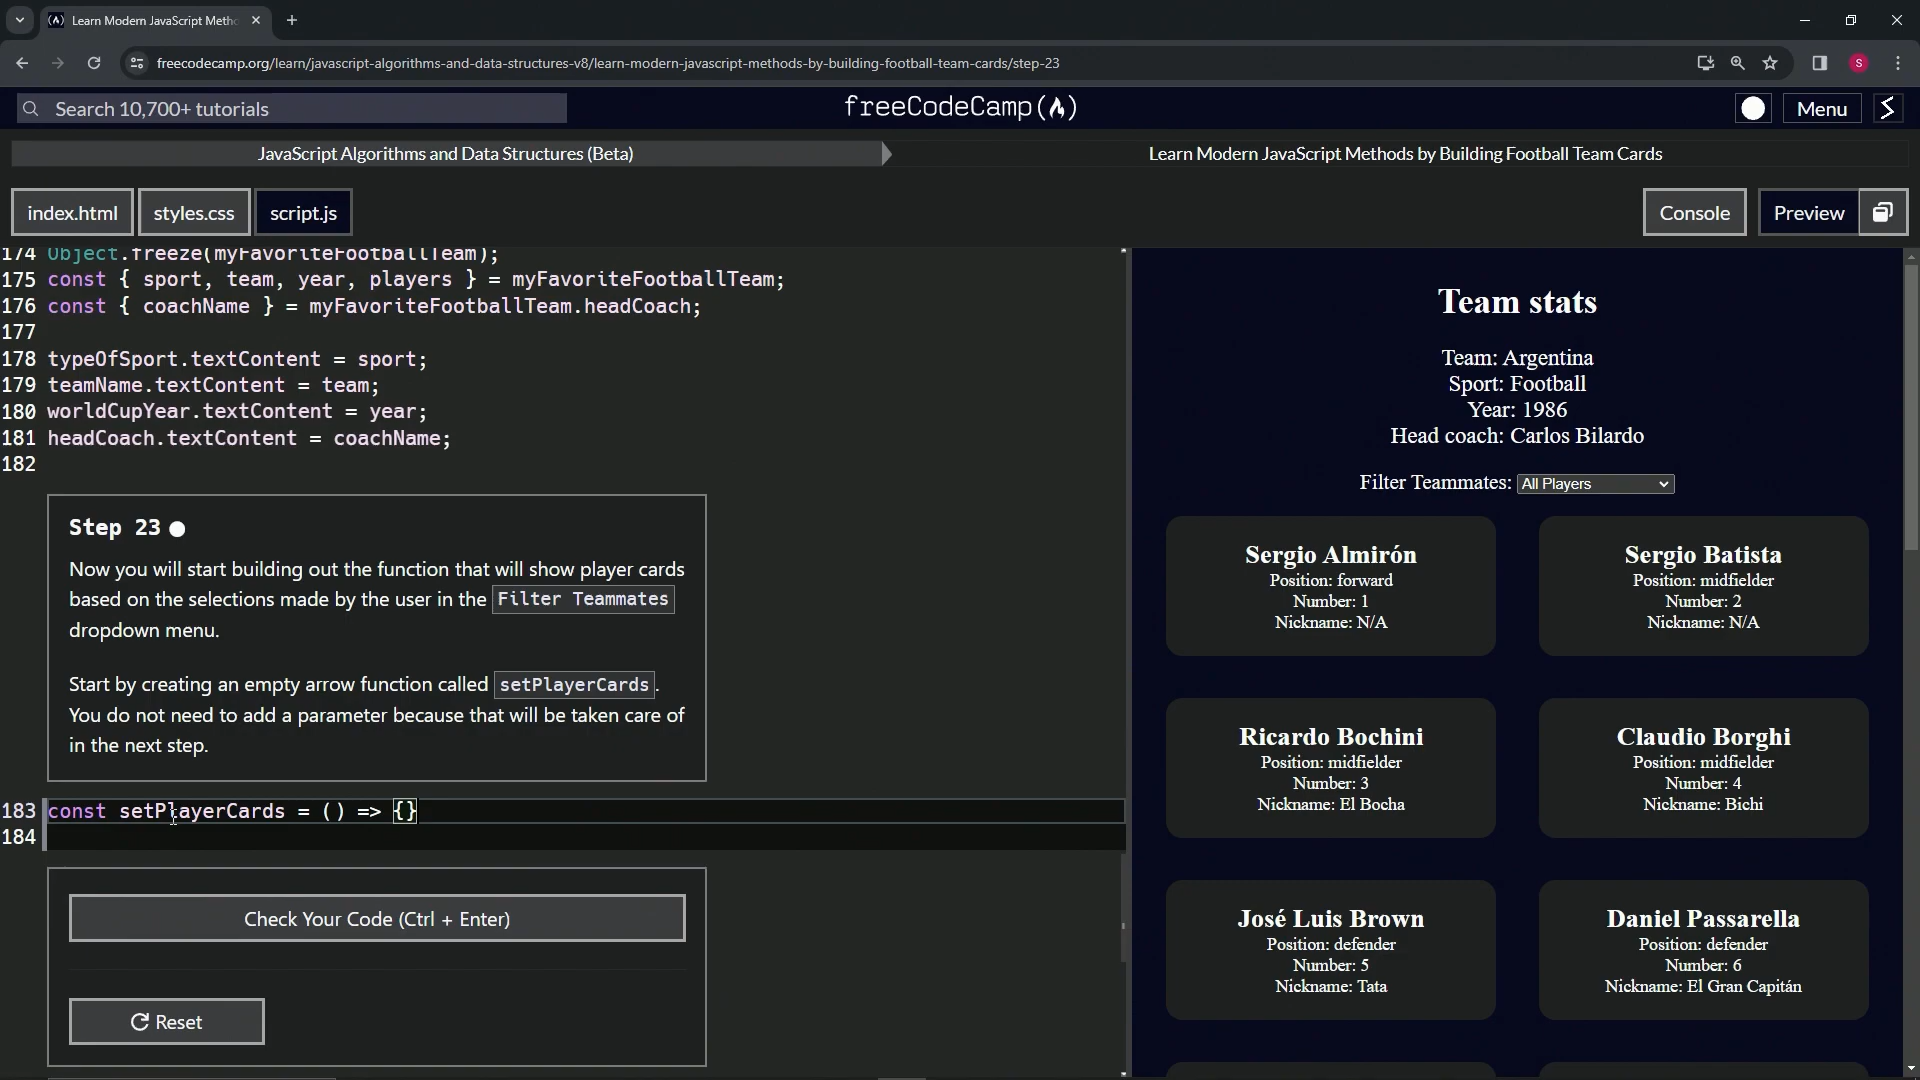 Learn Modern JavaScript Metho
freecodecamp.org/learn/javascript-algorithms-and-data-structures-v8/learn-modern-javascript-methods-by-building-football-team-cards/step-23
S
Search 10,700+ tutorials
freeCodeCamp(🔥)
Menu
JavaScript Algorithms and Data Structures (Beta)
Learn Modern JavaScript Methods by Building Football Team Cards
index.html
styles.css
script.js
Console
Preview
174 Object.freeze(myFavoriteFootballTeam);
175 const { sport, team, year, players } = myFavoriteFootballTeam;
176 const { coachName } = myFavoriteFootballTeam.headCoach;
177
178 typeOfSport.textContent = sport;
179 teamName.textContent = team;
180 worldCupYear.textContent = year;
181 headCoach.textContent = coachName;
182
Step 23
Now you will start building out the function that will show player cards
based on the selections made by the user in the Filter Teammates
dropdown menu.
Start by creating an empty arrow function called setPlayerCards.
You do not need to add a parameter because that will be taken care of
in the next step.
183 const setPlayerCards = () => {}
184
Check Your Code (Ctrl + Enter)
Reset
Team stats
Team: Argentina
Sport: Football
Year: 1986
Head coach: Carlos Bilardo
Filter Teammates: All Players
Sergio Almirón
Position: forward
Number: 1
Nickname: N/A
Sergio Batista
Position: midfielder
Number: 2
Nickname: N/A
Ricardo Bochini
Position: midfielder
Number: 3
Nickname: El Bocha
Claudio Borghi
Position: midfielder
Number: 4
Nickname: Bichi
José Luis Brown
Position: defender
Number: 5
Nickname: Tata
Daniel Passarella
Position: defender
Number: 6
Nickname: El Gran Capitán